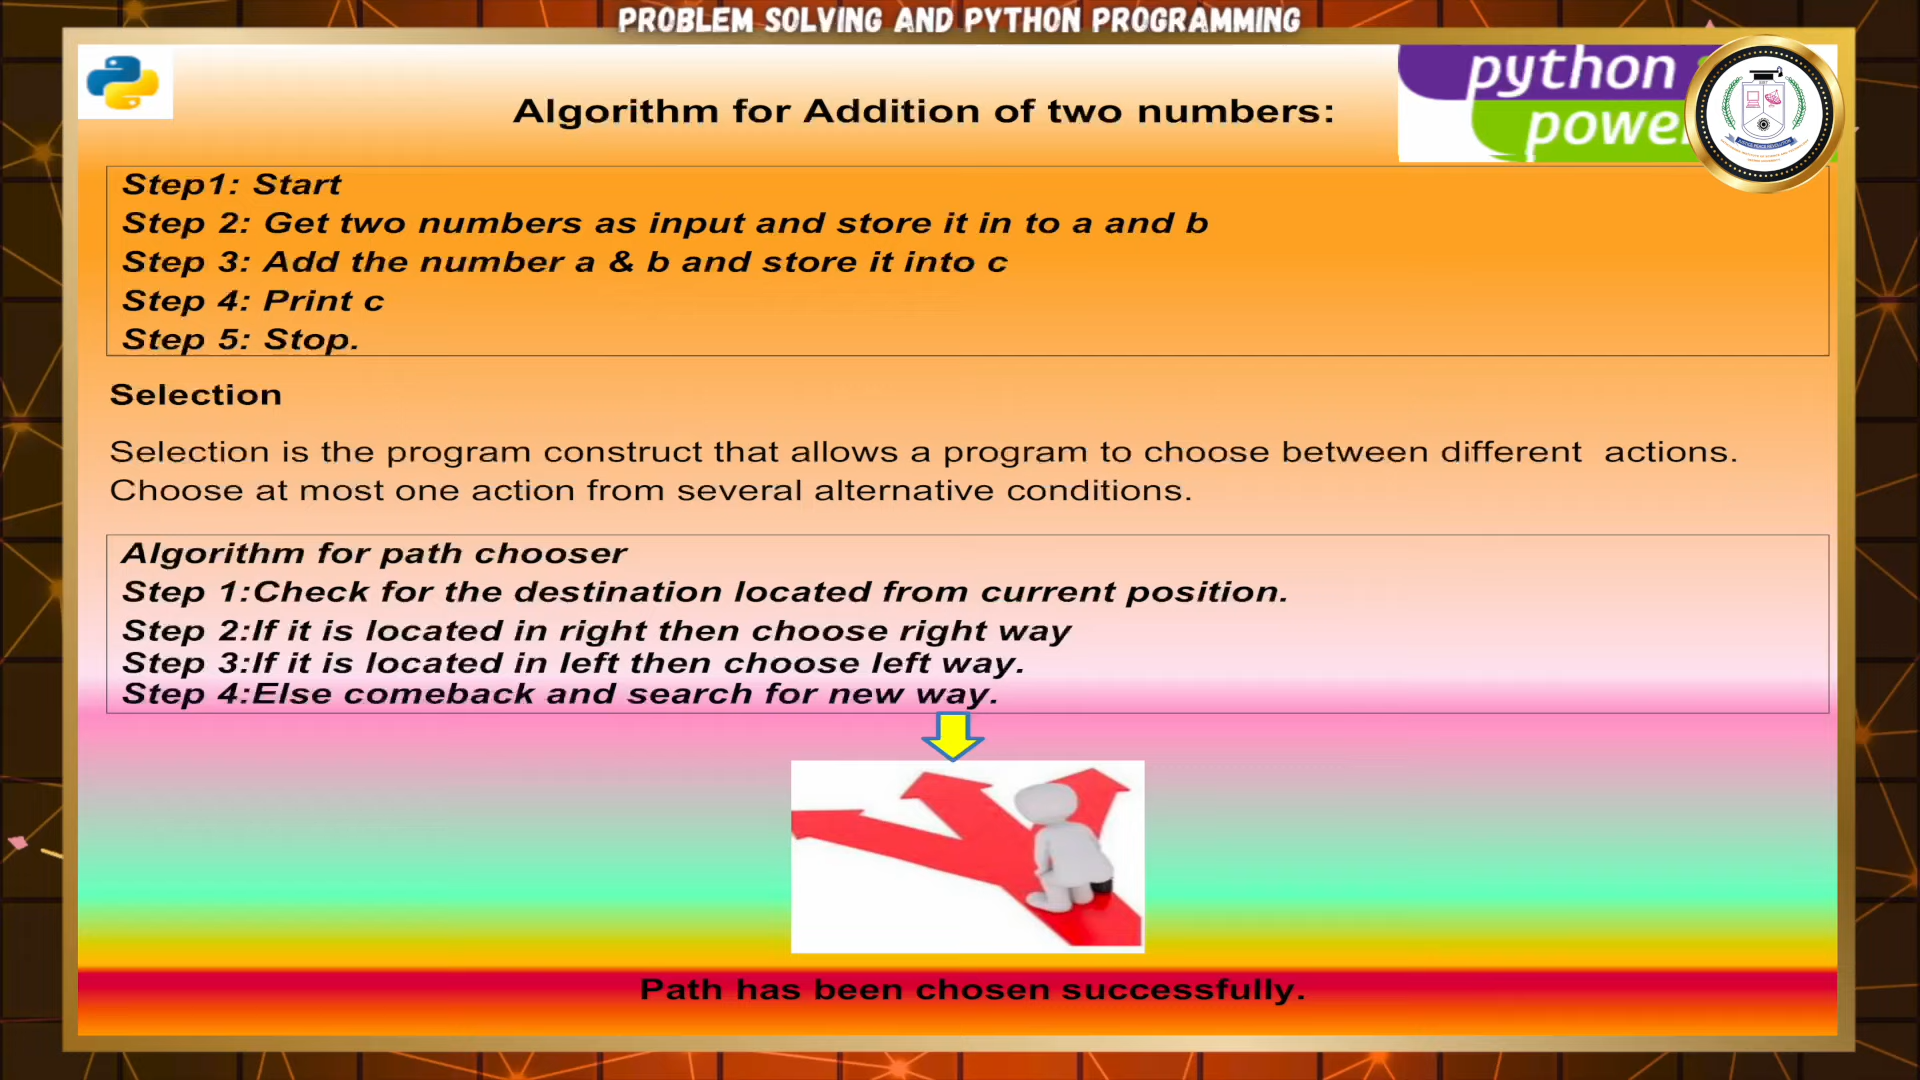 PROBLEM SOLVING AND PYTHON PROGRAMMING
python
powe
Algorithm for Addition of two numbers:
Step1: Start
Step 2: Get two numbers as input and store it in to a and b
Step 3: Add the number a & b and store it into c
Step 4: Print c
Step 5: Stop.
Selection
Selection is the program construct that allows a program to choose between different actions.
Choose at most one action from several alternative conditions.
Algorithm for path chooser
Step 1:Check for the destination located from current position.
Step 2:If it is located in right then choose right way
Step 3:If it is located in left then choose left way.
Step 4:Else comeback and search for new way.
Path has been chosen successfully.